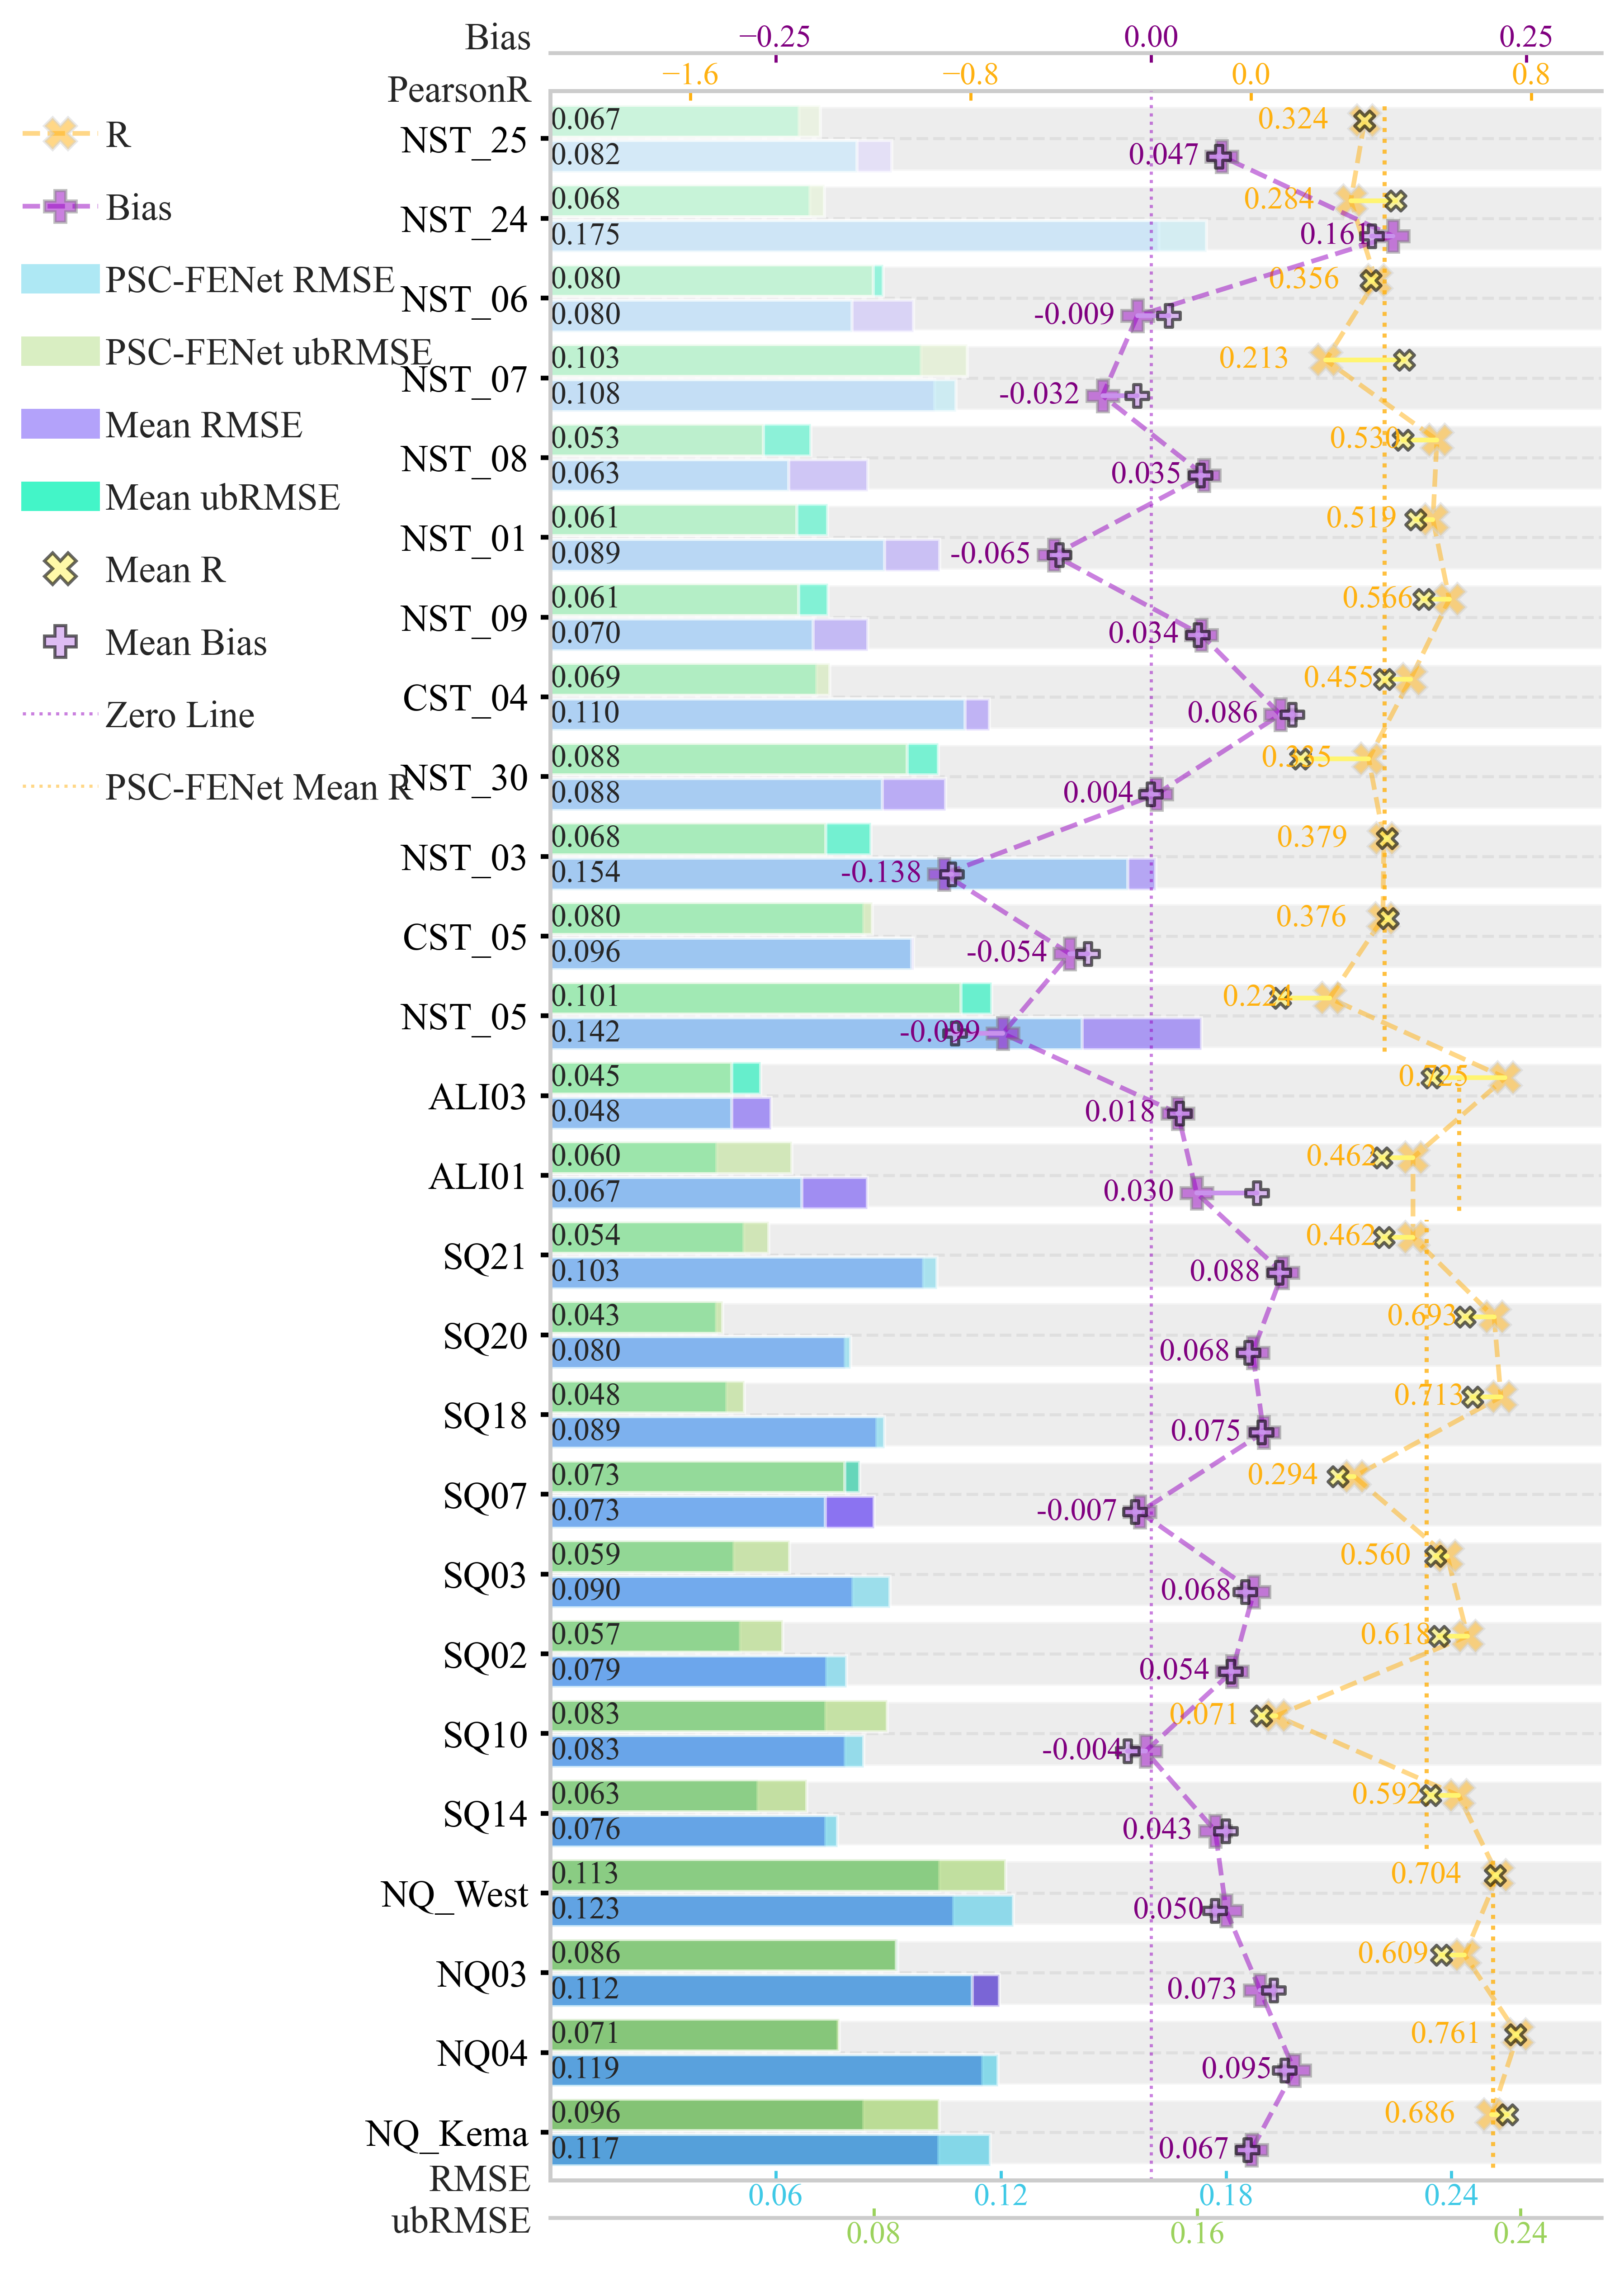 Bias
−0.25 0.00 0.25
−1.6 −0.8 0.0 0.8
PearsonR
R
Bias
PSC-FENet RMSE
PSC-FENet ubRMSE
Mean RMSE
Mean ubRMSE
Mean R
Mean Bias
Zero Line
PSC-FENet Mean R
NST_25
0.067 0.324
0.082 0.047
NST_24
0.068 0.284
0.175 0.161
NST_06
0.080 0.356
0.080 -0.009
NST_07
0.103 0.213
0.108 -0.032
NST_08
0.053
0.063 0.035
NST_01
0.061 0.519
0.089 -0.065
NST_09
0.061 0.566
0.070 0.034
CST_04
0.069 0.455
0.110 0.086
NST_30
0.088
0.088 0.004
NST_03
0.068 0.379
0.154 -0.138
CST_05
0.080 0.376
0.096 -0.054
NST_05
0.101 0.224
0.142 -0.099
ALI03
0.045 0.725
0.048 0.018
ALI01
0.060 0.462
0.067 0.030
SQ21
0.054 0.462
0.103 0.088
SQ20
0.043 0.693
0.080 0.068
SQ18
0.048 0.713
0.089 0.075
SQ07
0.073 0.294
0.073 -0.007
SQ03
0.059 0.560
0.090 0.068
SQ02
0.057 0.618
0.079 0.054
SQ10
0.083 0.071
0.083 -0.004
SQ14
0.063 0.592
0.076 0.043
NQ_West
0.113 0.704
0.123 0.050
NQ03
0.086 0.609
0.112 0.073
NQ04
0.071 0.761
0.119 0.095
NQ_Kema
0.096 0.686
0.117 0.067
RMSE
0.06 0.12 0.18 0.24
ubRMSE
0.08 0.16 0.24